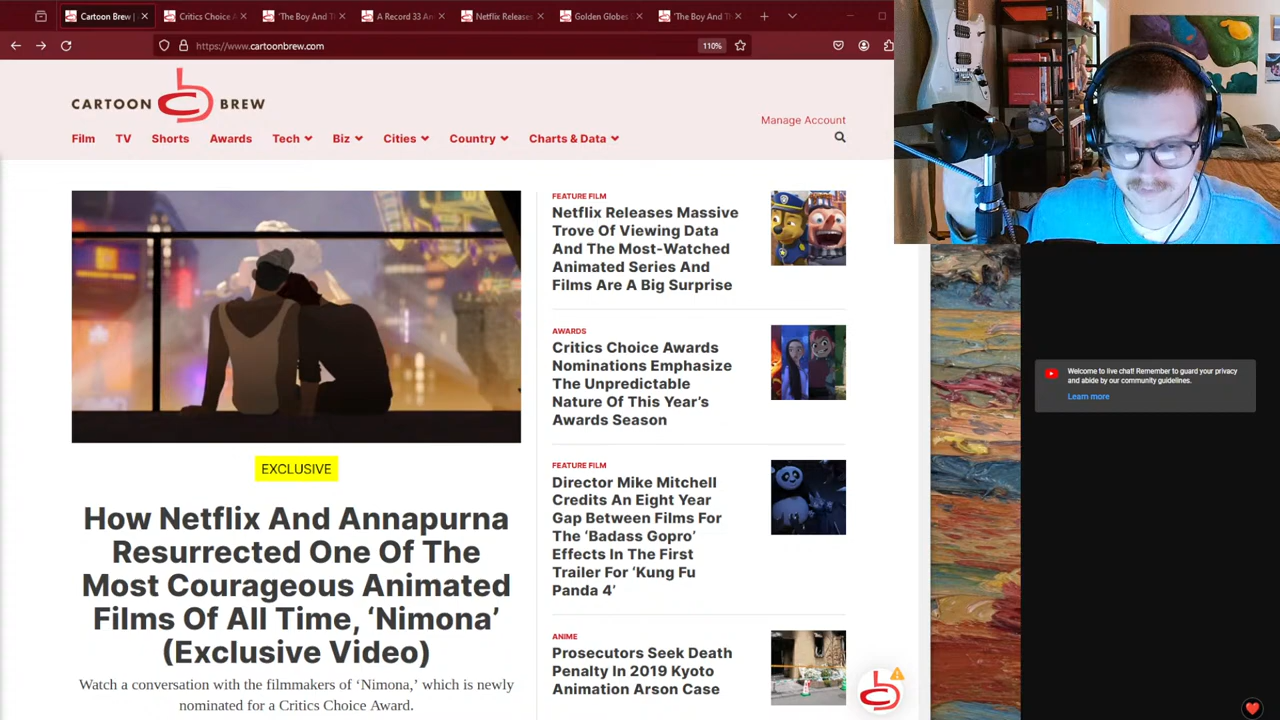 Cartoon Brew |
Critics Choice A
'The Boy And T
A Record 33 An
Netflix Releases
Golden Globes
'The Boy And T
https://www.cartoonbrew.com
110%
CARTOON BREW
Manage Account
Film
TV
Shorts
Awards
Tech
Biz
Cities
Country
Charts & Data
EXCLUSIVE
How Netflix And Annapurna
Resurrected One Of The
Most Courageous Animated
Films Of All Time, ‘Nimona’
(Exclusive Video)
Watch a conversation with the filmmakers of ‘Nimona,’ which is newly
nominated for a Critics Choice Award.
FEATURE FILM
Netflix Releases Massive
Trove Of Viewing Data
And The Most-Watched
Animated Series And
Films Are A Big Surprise
AWARDS
Critics Choice Awards
Nominations Emphasize
The Unpredictable
Nature Of This Year’s
Awards Season
FEATURE FILM
Director Mike Mitchell
Credits An Eight Year
Gap Between Films For
The ‘Badass Gopro’
Effects In The First
Trailer For ‘Kung Fu
Panda 4’
ANIME
Prosecutors Seek Death
Penalty In 2019 Kyoto
Animation Arson Case
Welcome to live chat! Remember to guard your privacy
and abide by our community guidelines.
Learn more